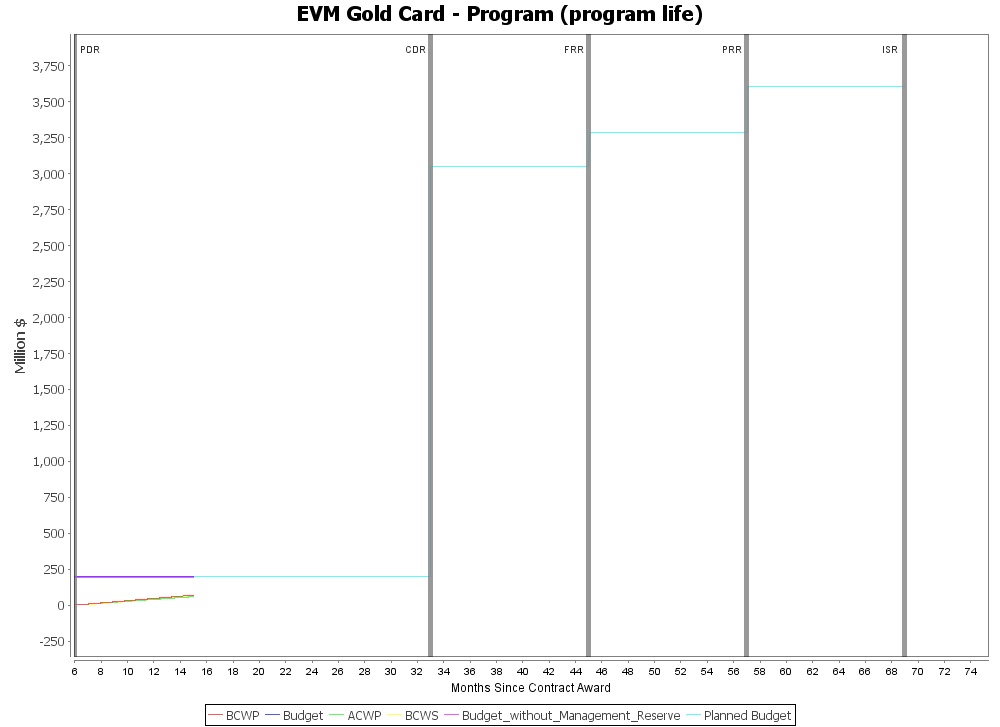 EVM Gold Card - Program (program life)
PDR CDR FRR PRR ISR
3,750
3,500
3,250
3,000
2,750
2,500
2,250
2,000
1,750
1,500
1,250
1,000
750
500
250
0
-250
Million $
6 8 10 12 14 16 18 20 22 24 26 28 30 32 34 36 38 40 42 44 46 48 50 52 54 56 58 60 62 64 66 68 70 72 74
Months Since Contract Award
BCWP Budget ACWP BCWS Budget_without_Management_Reserve Planned Budget